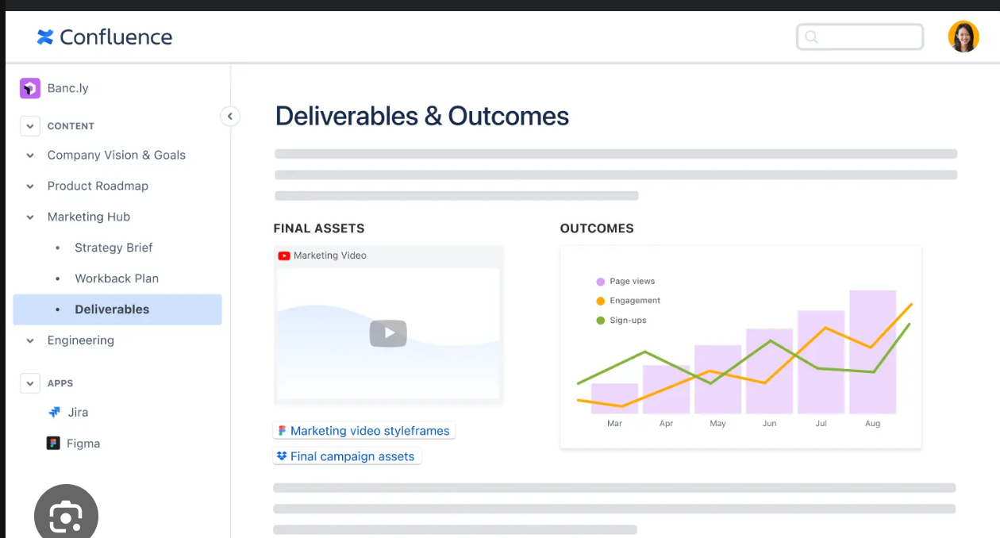 Confluence
Banc.ly
CONTENT
Company Vision & Goals
Product Roadmap
Marketing Hub
Strategy Brief
Workback Plan
Deliverables
Engineering
APPS
Jira
Figma
Deliverables & Outcomes
FINAL ASSETS
Marketing Video
Marketing video styleframes
Final campaign assets
OUTCOMES
Page views
Engagement
Sign-ups
Mar Apr May Jun Jul Aug